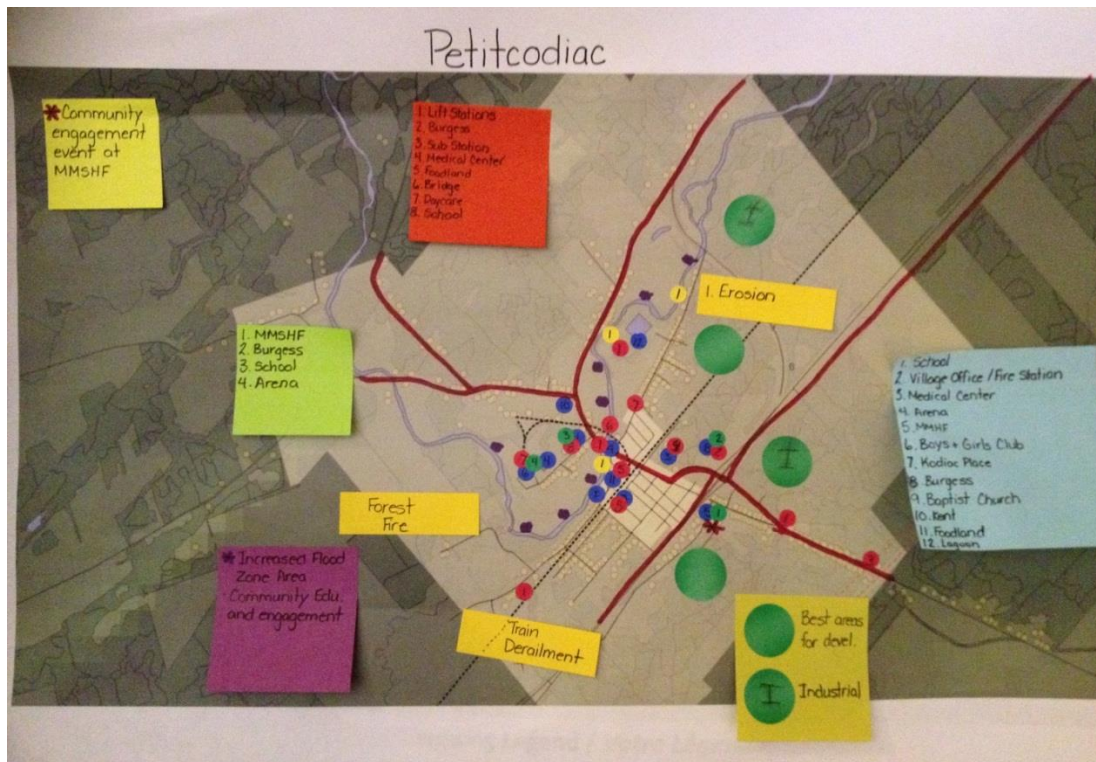 Petitcodiac
* Community
engagement
event at
MMSHF
1. Lift Stations
2. Burgess
3. Sub Station
4. Medical Center
5. Foodland
6. Bridge
7. Daycare
8. School
1. Erosion
1. MMSHF
2. Burgess
3. School
4. Arena
1. School
2. Village Office / Fire Station
3. Medical Center
4. Arena
5. MMHF
6. Boys + Girls Club
7. Kodiac Place
8. Burgess
9. Baptist Church
10. Kent
11. Foodland
12. Lagoon
Forest
Fire
* Increased Flood
Zone Area
- Community Edu.
and engagement
Train
Derailment
Best areas
for devel.
I Industrial